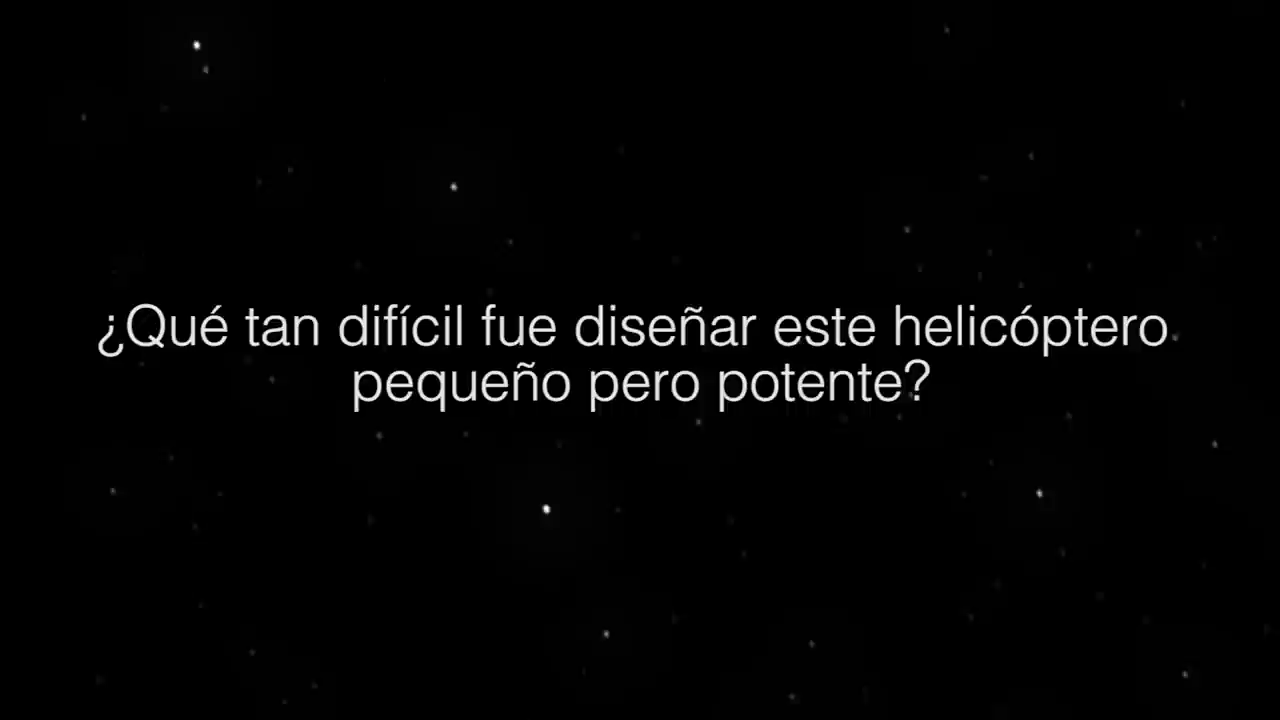 ¿Qué tan difícil fue diseñar este helicóptero
pequeño pero potente?